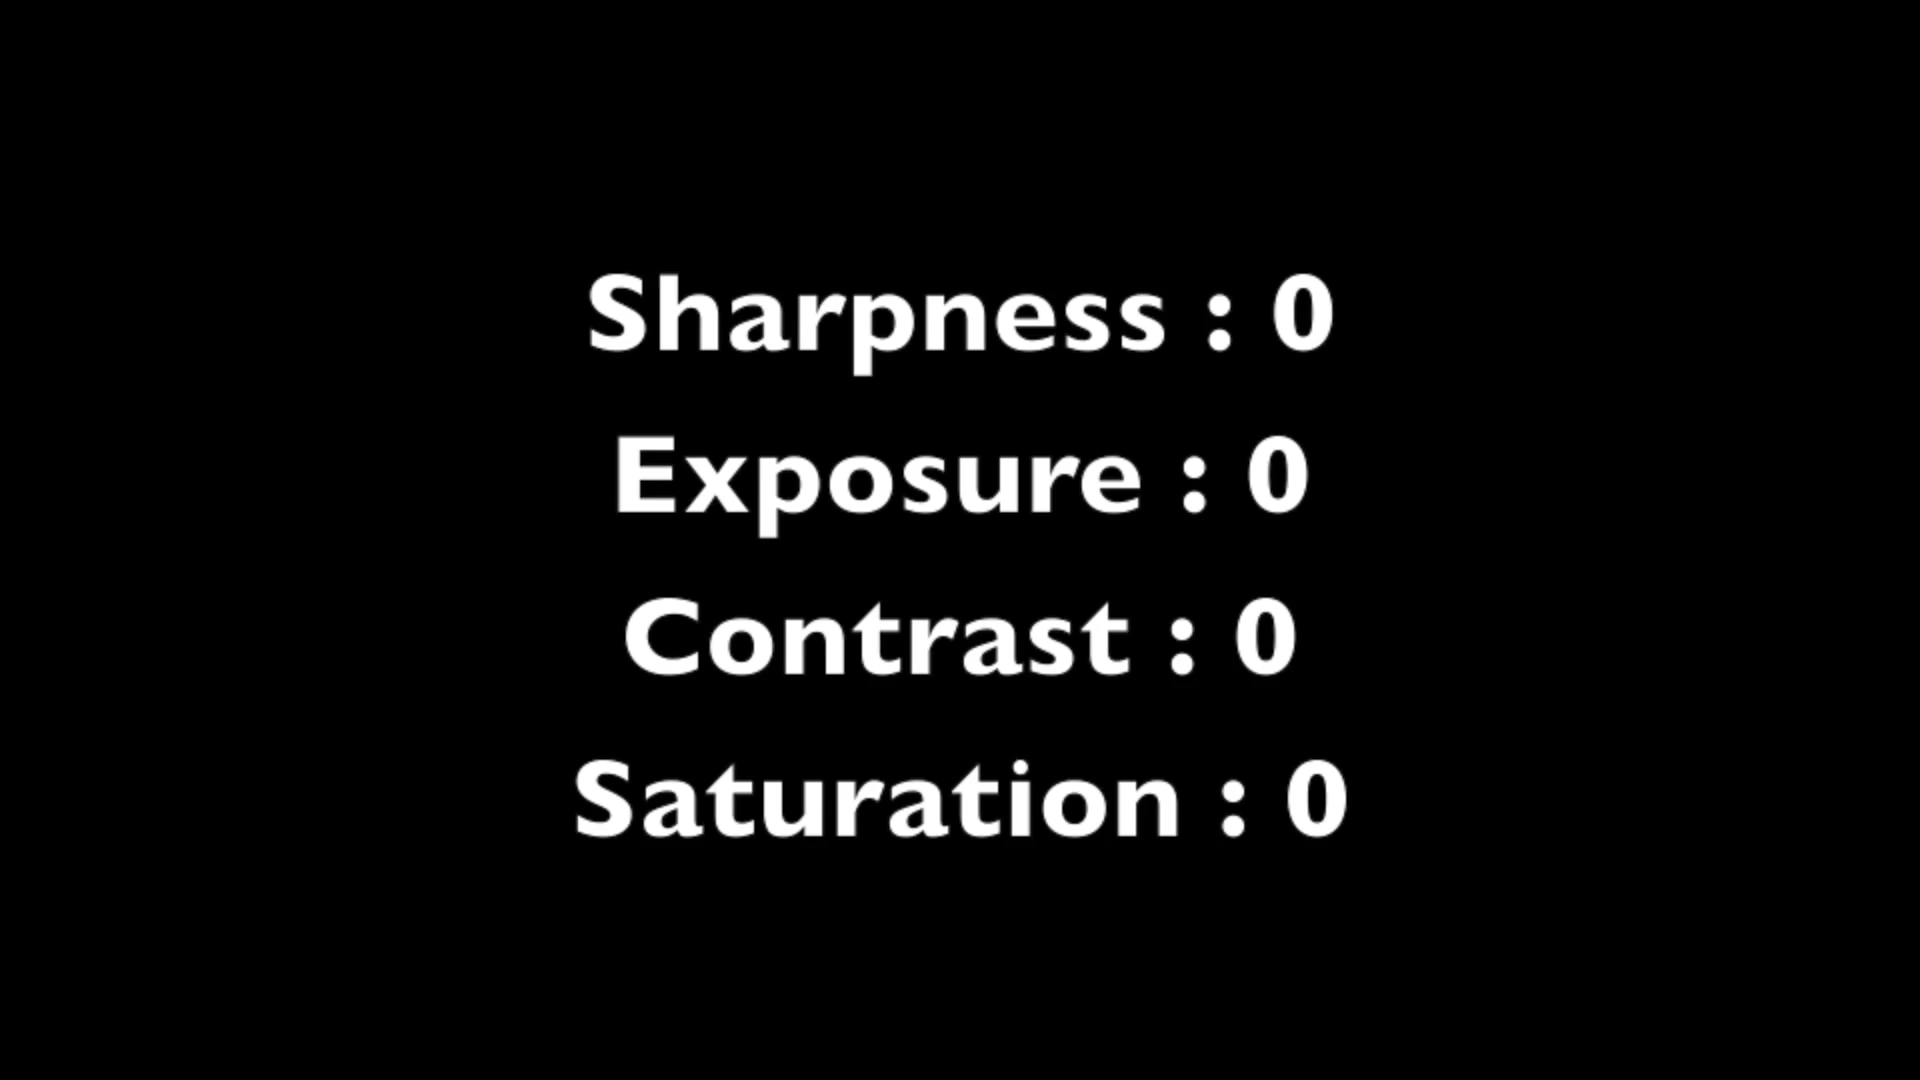 Sharpness : 0
Exposure : 0
Contrast : 0
Saturation : 0